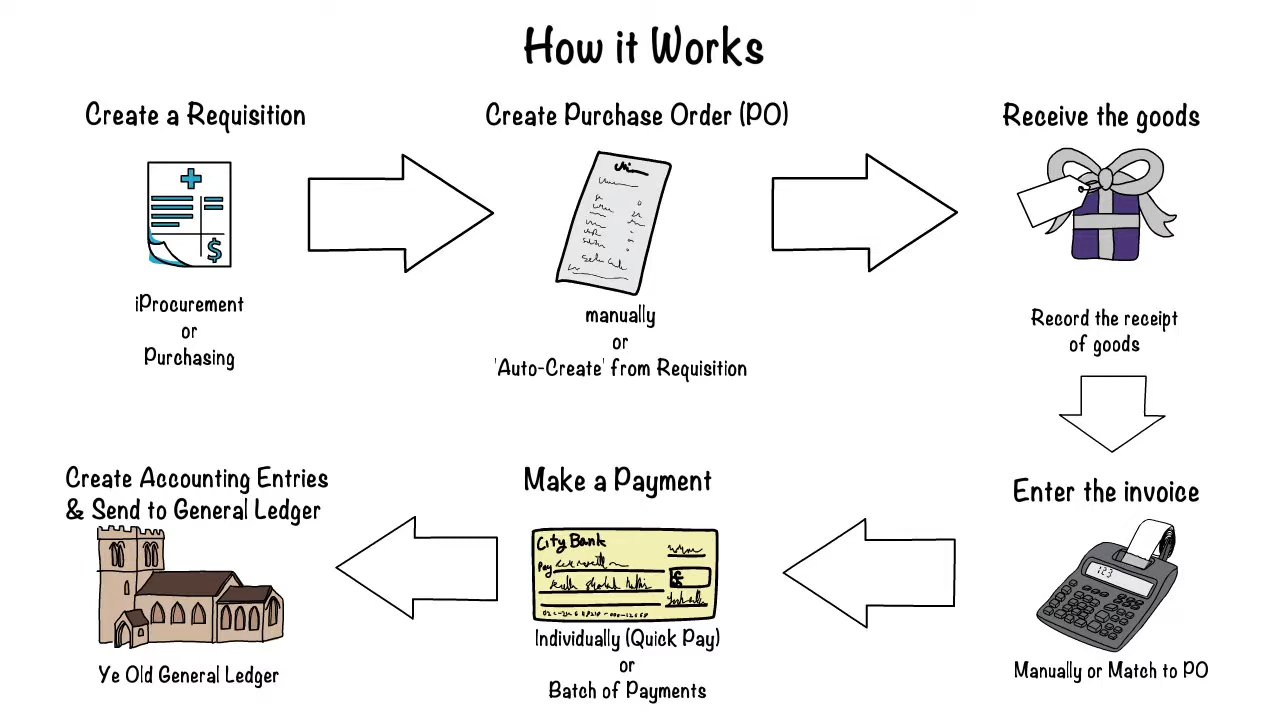 How it Works
Create a Requisition
iProcurement
or
Purchasing
Create Purchase Order (PO)
manually
or
'Auto-Create' from Requisition
Receive the goods
Record the receipt
of goods
Enter the invoice
123
Manually or Match to PO
Make a Payment
City Bank
Pay
£
Individually (Quick Pay)
or
Batch of Payments
Create Accounting Entries
& Send to General Ledger
Ye Old General Ledger